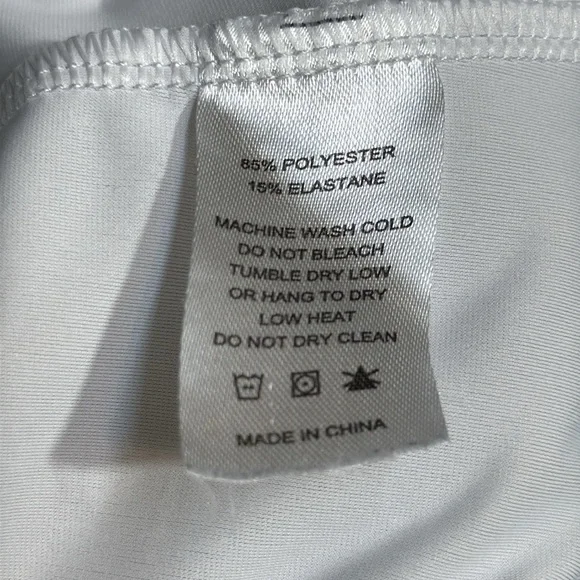 85% POLYESTER
15% ELASTANE
MACHINE WASH COLD
DO NOT BLEACH
TUMBLE DRY LOW
OR HANG TO DRY
LOW HEAT
DO NOT DRY CLEAN
MADE IN CHINA